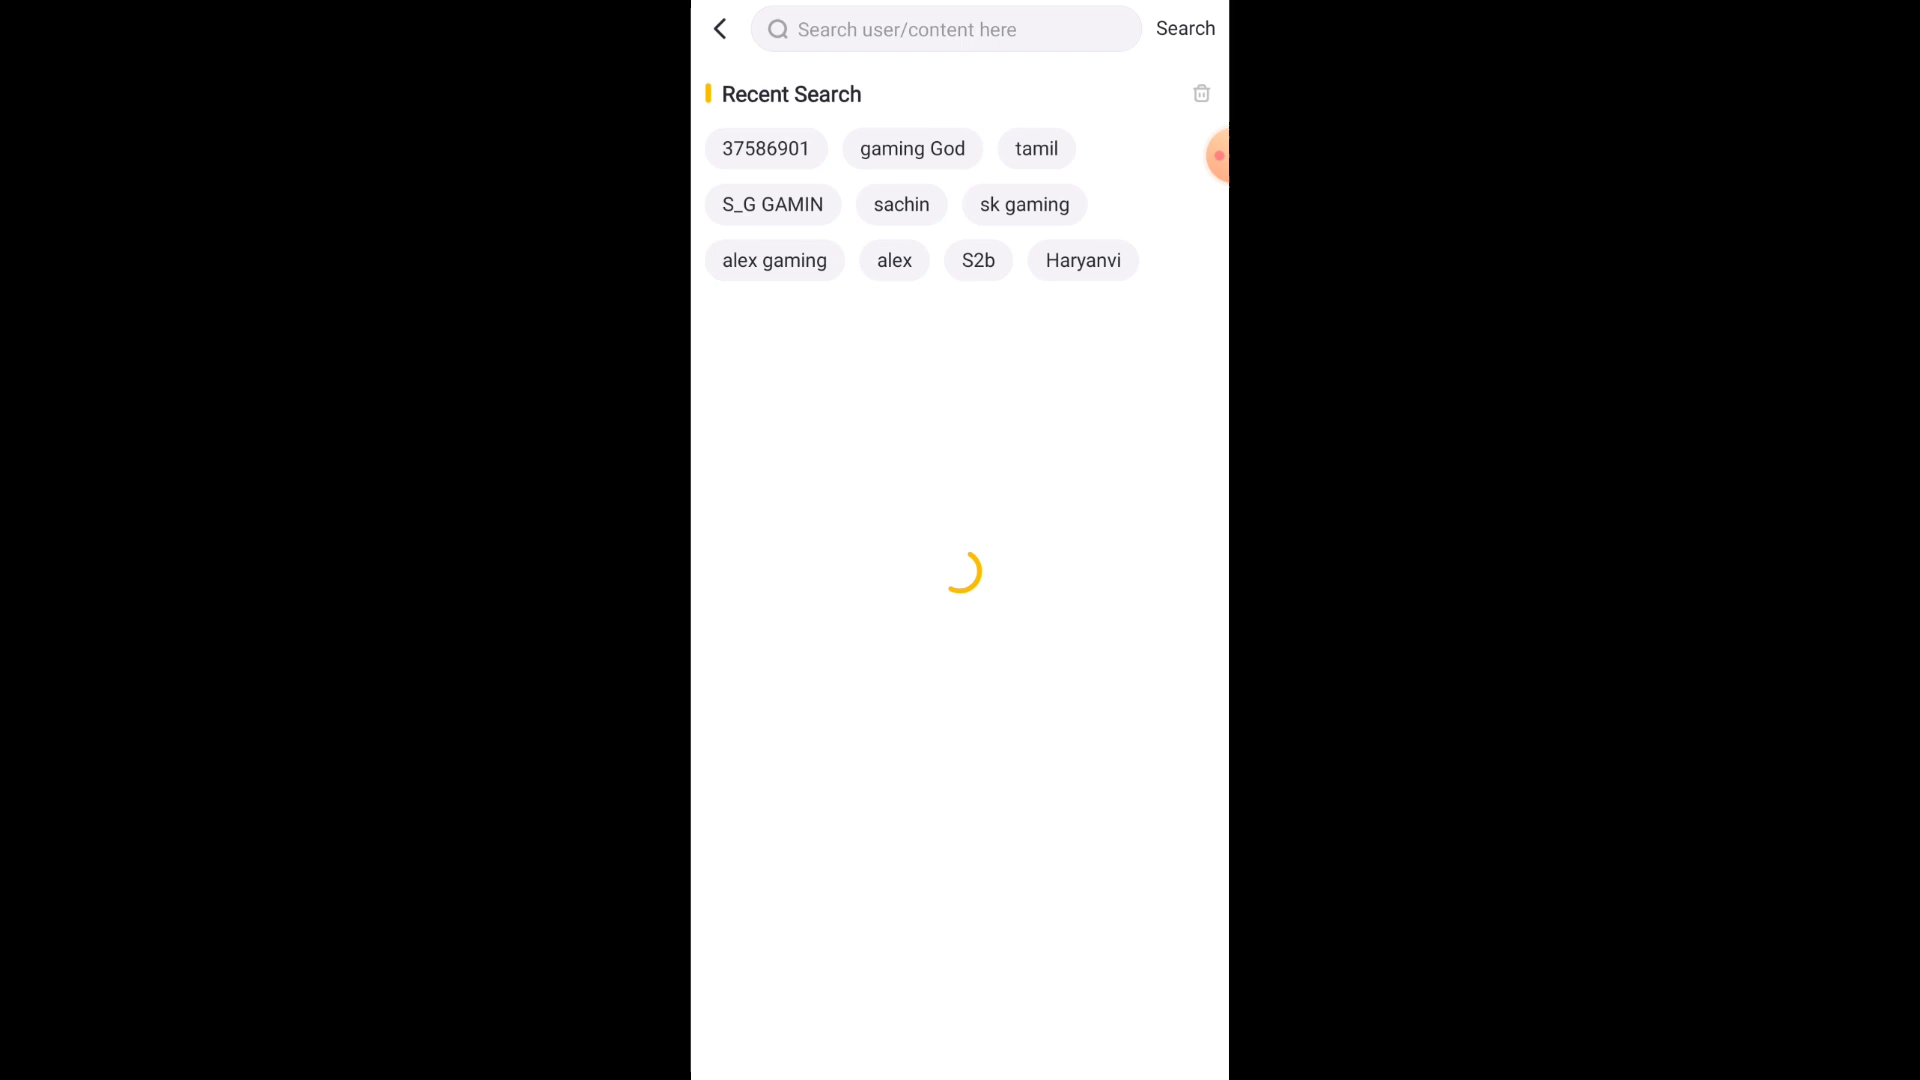 Search user/content here Search
Recent Search
37586901 gaming God tamil
S_G GAMIN sachin sk gaming
alex gaming alex S2b Haryanvi